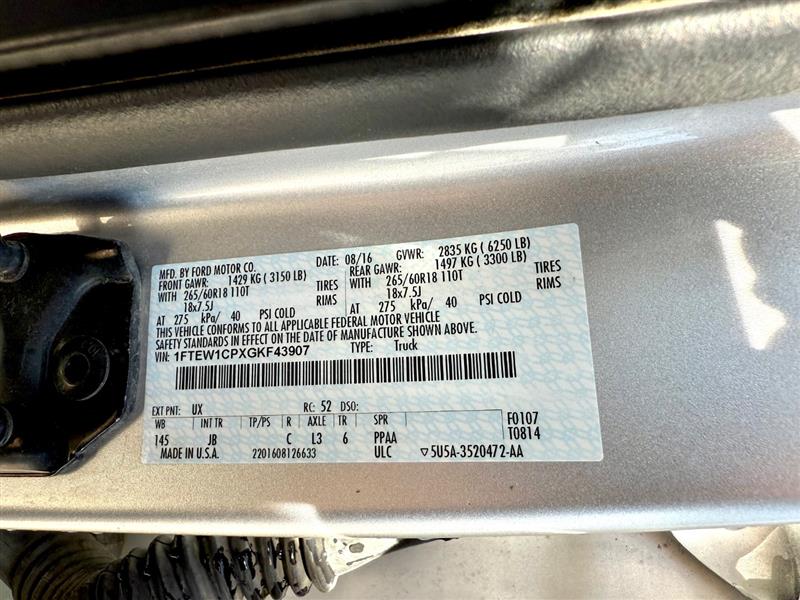 MFD. BY FORD MOTOR CO. DATE: 08/16 GVWR: 2835 KG ( 6250 LB)
FRONT GAWR: 1429 KG ( 3150 LB) REAR GAWR: 1497 KG ( 3300 LB)
WITH 265/60R18 110T TIRES WITH 265/60R18 110T TIRES
18x7.5J RIMS 18x7.5J RIMS
AT 275 kPa/ 40 PSI COLD AT 275 kPa/ 40 PSI COLD
THIS VEHICLE CONFORMS TO ALL APPLICABLE FEDERAL MOTOR VEHICLE
SAFETY STANDARDS IN EFFECT ON THE DATE OF MANUFACTURE SHOWN ABOVE.
VIN: 1FTEW1CPXGKF43907 TYPE: Truck
EXT PNT: UX RC: 52 DSO:
WB INT TR TP/PS R AXLE TR SPR F0107
145 JB C L3 6 PPAA T0814
MADE IN U.S.A. 2201608126633 ULC ▽5U5A-3520472-AA